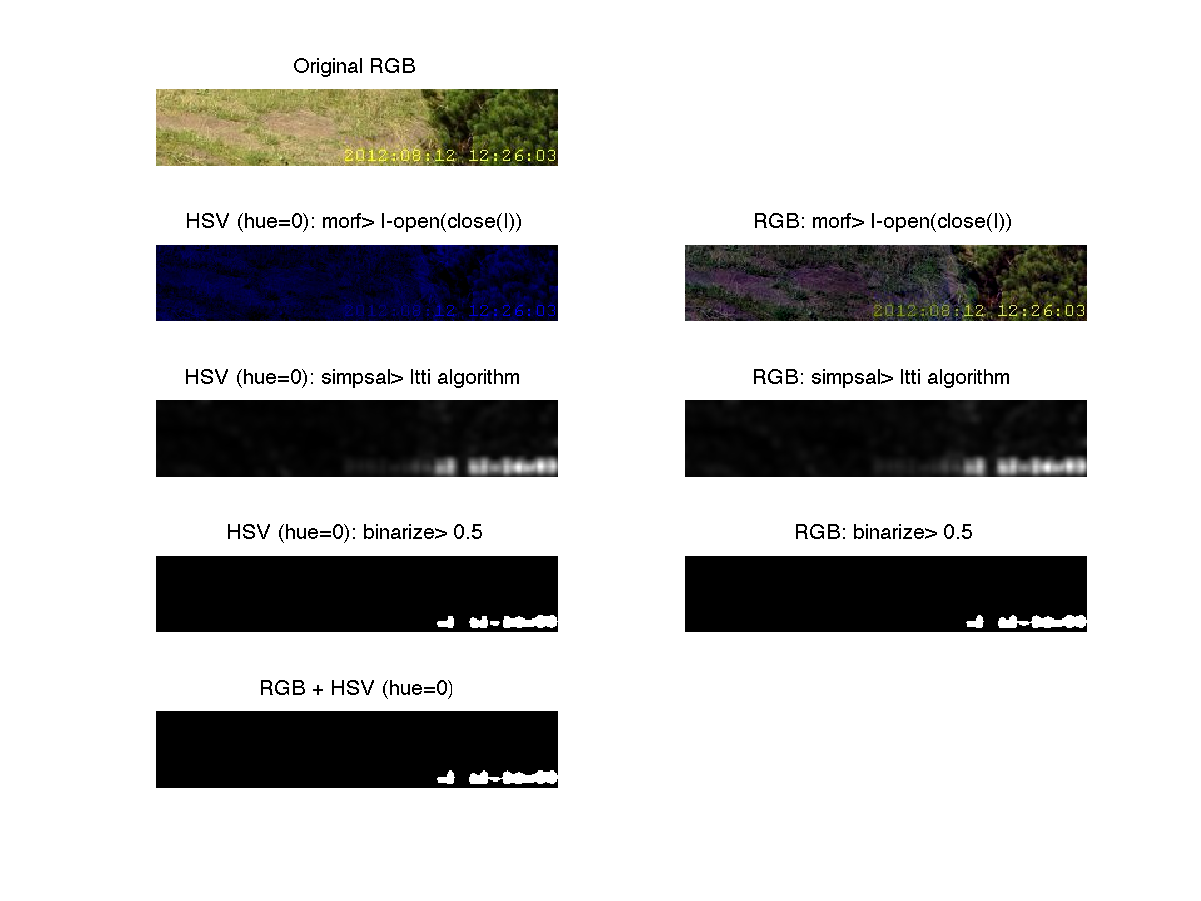 Original RGB
2012:08:12 12:26:03
HSV (hue=0): morf> I-open(close(I))
RGB: morf> I-open(close(I))
2012:08:12 12:26:03
2012:08:12 12:26:03
HSV (hue=0): simpsal> Itti algorithm
RGB: simpsal> Itti algorithm
HSV (hue=0): binarize> 0.5
RGB: binarize> 0.5
RGB + HSV (hue=0)